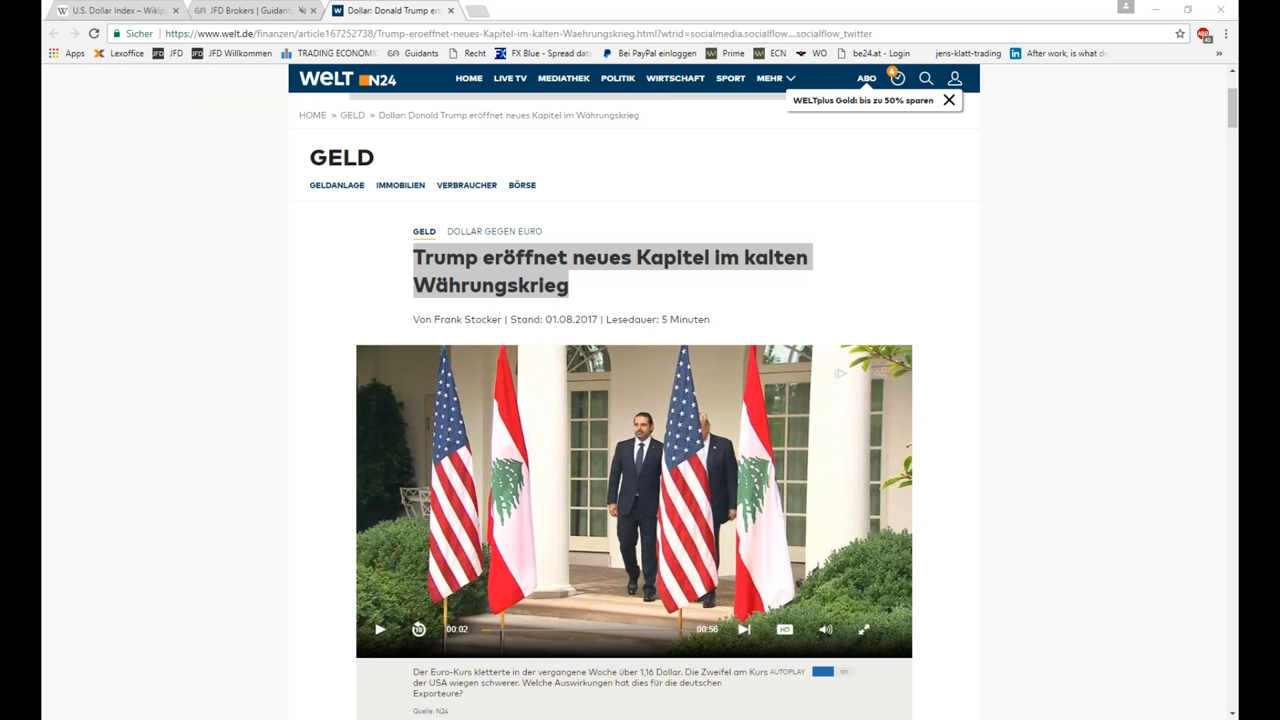 U.S. Dollar Index – Wikip
JFD Brokers | Guidant
Dollar: Donald Trump er
Sicher
https://www.welt.de/finanzen/article167252738/Trump-eroeffnet-neues-Kapitel-im-kalten-Waehrungskrieg.html?wtrid=socialmedia.socialflow....socialflow_twitter
Apps Lexoffice JFD JFD Willkommen TRADING ECONOMI Guidants Recht FX Blue - Spread dat Bei PayPal einloggen Prime ECN WO be24.at - Login jens-klatt-trading After work, is what d »
WELT N24 HOME LIVE TV MEDIATHEK POLITIK WIRTSCHAFT SPORT MEHR ABO
WELTplus Gold: bis zu 50% sparen
HOME » GELD » Dollar: Donald Trump eröffnet neues Kapitel im Währungskrieg
GELD
GELDANLAGE IMMOBILIEN VERBRAUCHER BÖRSE
GELD DOLLAR GEGEN EURO
Trump eröffnet neues Kapitel im kalten
Währungskrieg
Von Frank Stocker | Stand: 01.08.2017 | Lesedauer: 5 Minuten
10 00:02 00:56 HD
Der Euro-Kurs kletterte in der vergangene Woche über 1,16 Dollar. Die Zweifel am Kurs AUTOPLAY
der USA wiegen schwerer. Welche Auswirkungen hat dies für die deutschen
Exporteure?
Quelle: N24